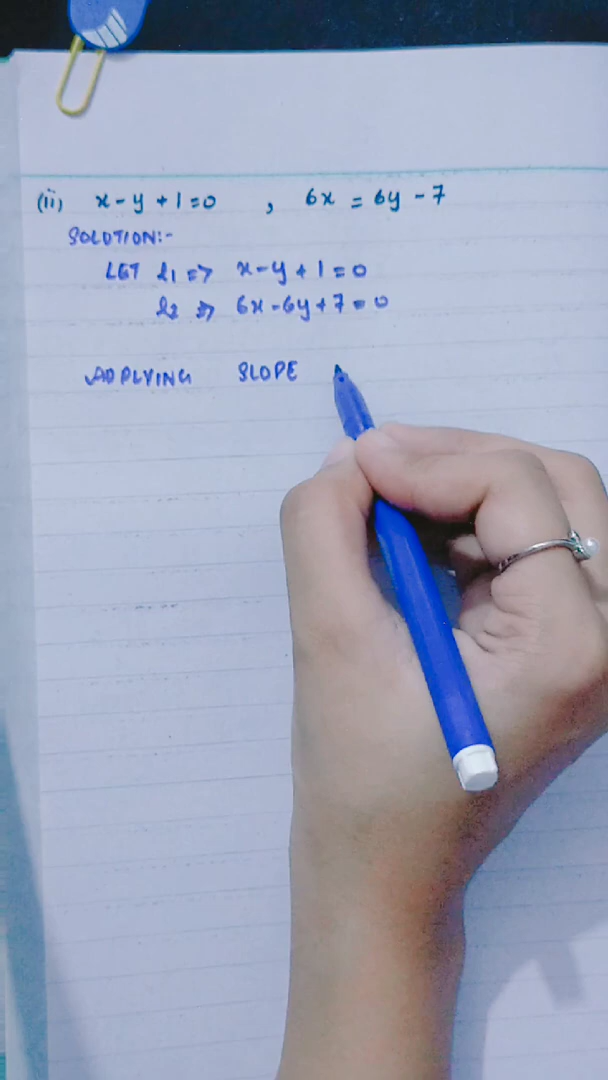 (ii) x-y+1=0 , 6x = 6y-7
SOLUTION:-
LET l1 => x-y+1=0
l2 => 6x-6y+7=0
APPLYING SLOPE